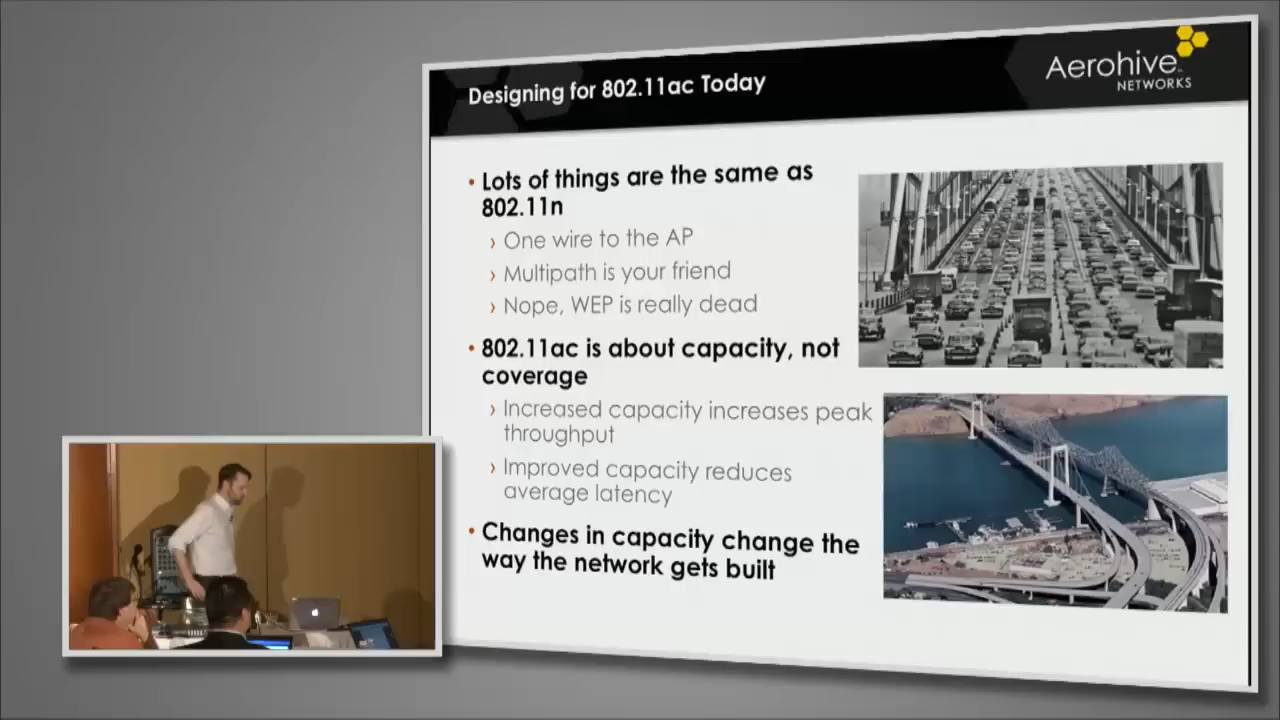 Designing for 802.11ac Today
Aerohive
NETWORKS
• Lots of things are the same as
802.11n
› One wire to the AP
› Multipath is your friend
› Nope, WEP is really dead
• 802.11ac is about capacity, not
coverage
› Increased capacity increases peak
throughput
› Improved capacity reduces
average latency
• Changes in capacity change the
way the network gets built